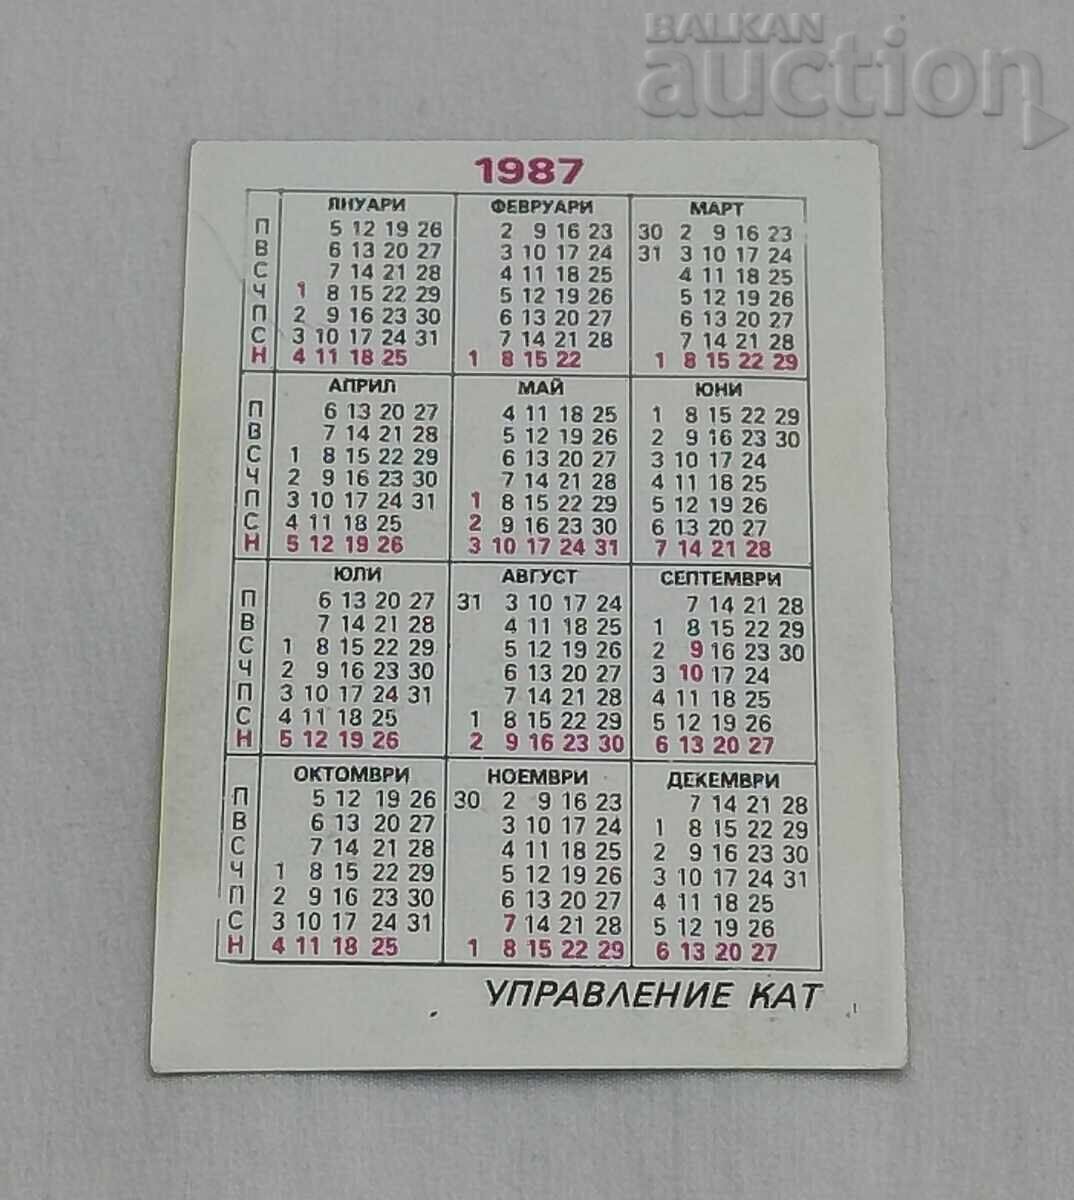 BALKAN
auction
1987
ЯНУАРИ ФЕВРУАРИ МАРТ
П 5 12 19 26 2 9 16 23 30 2 9 16 23
В 6 13 20 27 3 10 17 24 31 3 10 17 24
С 7 14 21 28 4 11 18 25 4 11 18 25
Ч 1 8 15 22 29 5 12 19 26 5 12 19 26
П 2 9 16 23 30 6 13 20 27 6 13 20 27
С 3 10 17 24 31 7 14 21 28 7 14 21 28
Н 4 11 18 25 1 8 15 22 1 8 15 22 29
АПРИЛ МАЙ ЮНИ
П 6 13 20 27 4 11 18 25 1 8 15 22 29
В 7 14 21 28 5 12 19 26 2 9 16 23 30
С 1 8 15 22 29 6 13 20 27 3 10 17 24
Ч 2 9 16 23 30 7 14 21 28 4 11 18 25
П 3 10 17 24 31 1 8 15 22 29 5 12 19 26
С 4 11 18 25 2 9 16 23 30 6 13 20 27
Н 5 12 19 26 3 10 17 24 31 7 14 21 28
ЮЛИ АВГУСТ СЕПТЕМВРИ
П 6 13 20 27 31 3 10 17 24 7 14 21 28
В 7 14 21 28 4 11 18 25 1 8 15 22 29
С 1 8 15 22 29 5 12 19 26 2 9 16 23 30
Ч 2 9 16 23 30 6 13 20 27 3 10 17 24
П 3 10 17 24 31 7 14 21 28 4 11 18 25
С 4 11 18 25 1 8 15 22 29 5 12 19 26
Н 5 12 19 26 2 9 16 23 30 6 13 20 27
ОКТОМВРИ НОЕМВРИ ДЕКЕМВРИ
П 5 12 19 26 30 2 9 16 23 7 14 21 28
В 6 13 20 27 3 10 17 24 1 8 15 22 29
С 7 14 21 28 4 11 18 25 2 9 16 23 30
Ч 1 8 15 22 29 5 12 19 26 3 10 17 24 31
П 2 9 16 23 30 6 13 20 27 4 11 18 25
С 3 10 17 24 31 7 14 21 28 5 12 19 26
Н 4 11 18 25 1 8 15 22 29 6 13 20 27
УПРАВЛЕНИЕ КАТ